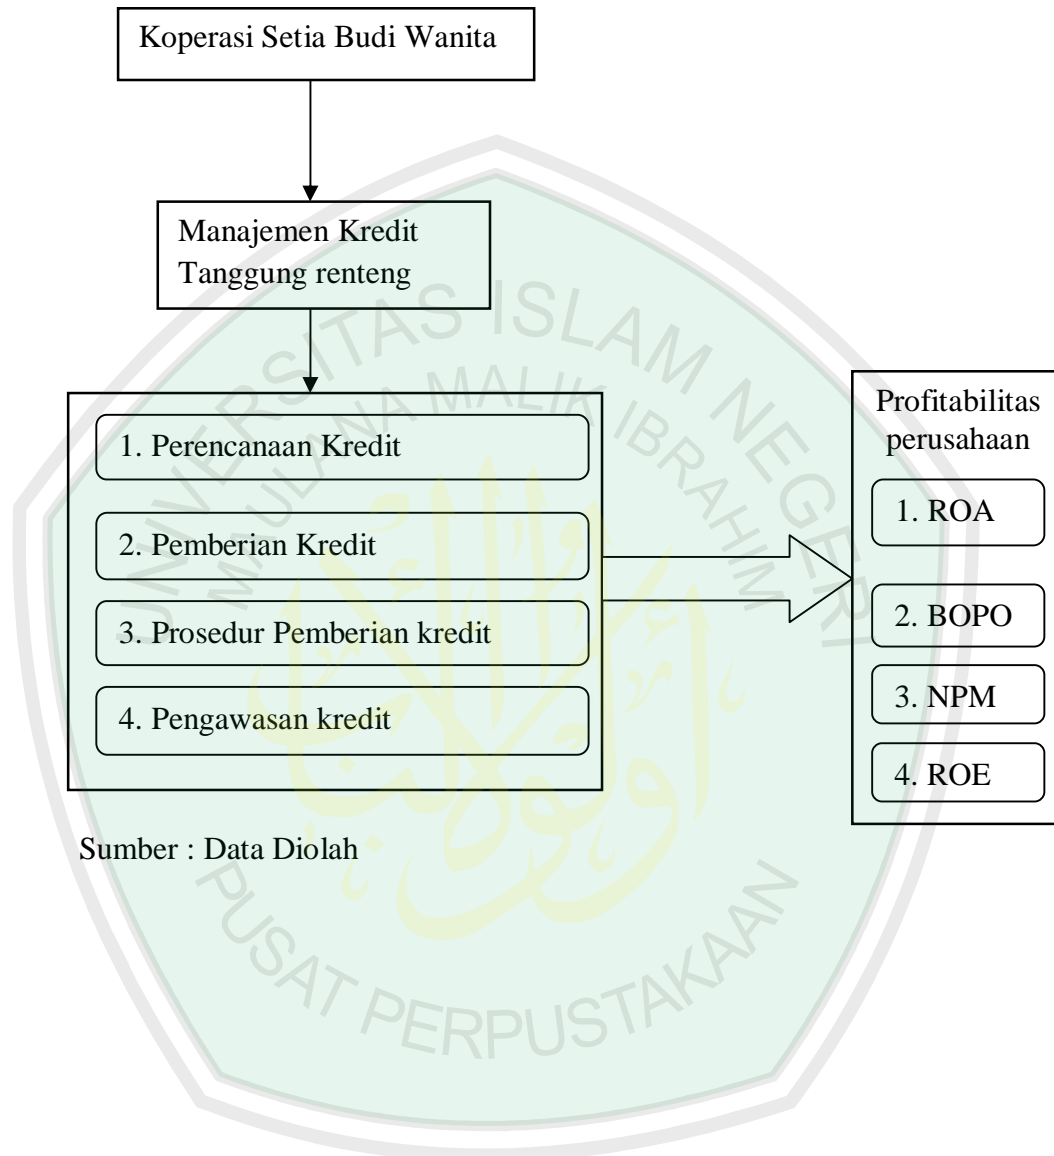 Koperasi Setia Budi Wanita
Manajemen Kredit
Tanggung renteng
1. Perencanaan Kredit
2. Pemberian Kredit
3. Prosedur Pemberian kredit
4. Pengawasan kredit
Profitabilitas
perusahaan
1. ROA
2. BOPO
3. NPM
4. ROE
Sumber : Data Diolah
UNIVERSITAS ISLAM NEGERI
MAULANA MALIK IBRAHIM
PUSAT PERPUSTAKAAN